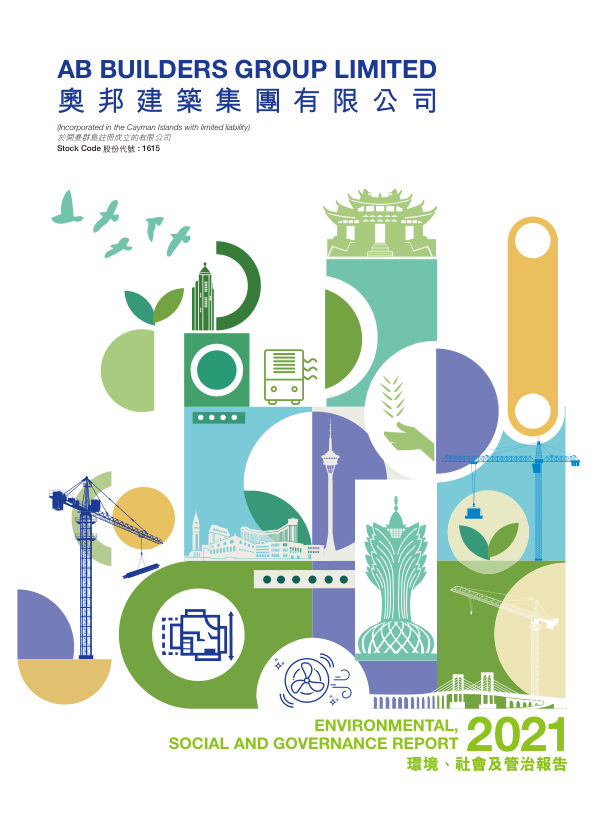 AB BUILDERS GROUP LIMITED
奧邦建築集團有限公司
(Incorporated in the Cayman Islands with limited liability)
於開曼群島註冊成立的有限公司
Stock Code 股份代號 : 1615
ENVIRONMENTAL,
SOCIAL AND GOVERNANCE REPORT 2021
環境、社會及管治報告